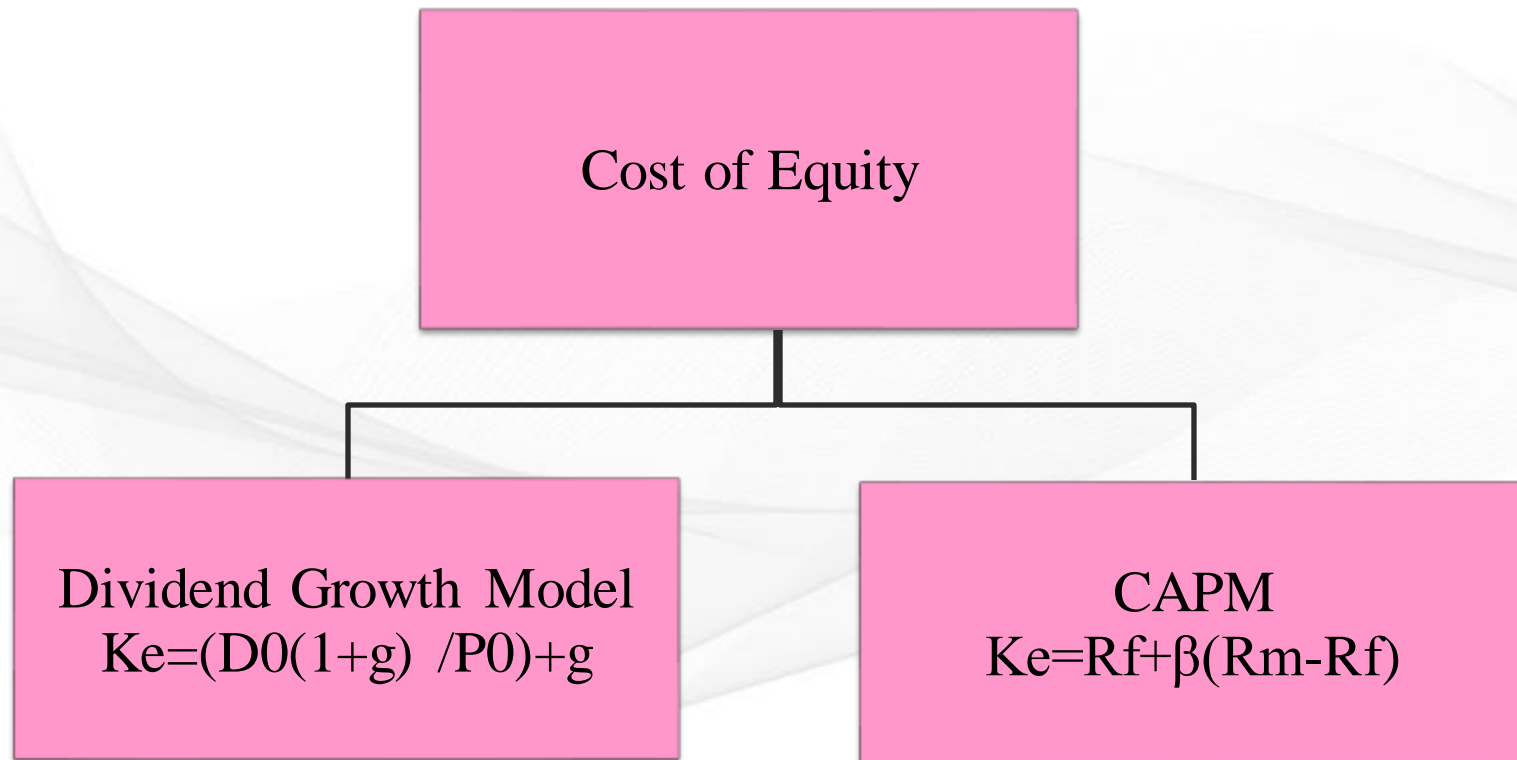 Cost of Equity
Dividend Growth Model
Ke=(D0(1+g) /P0)+g
CAPM
Ke=Rf+β(Rm-Rf)